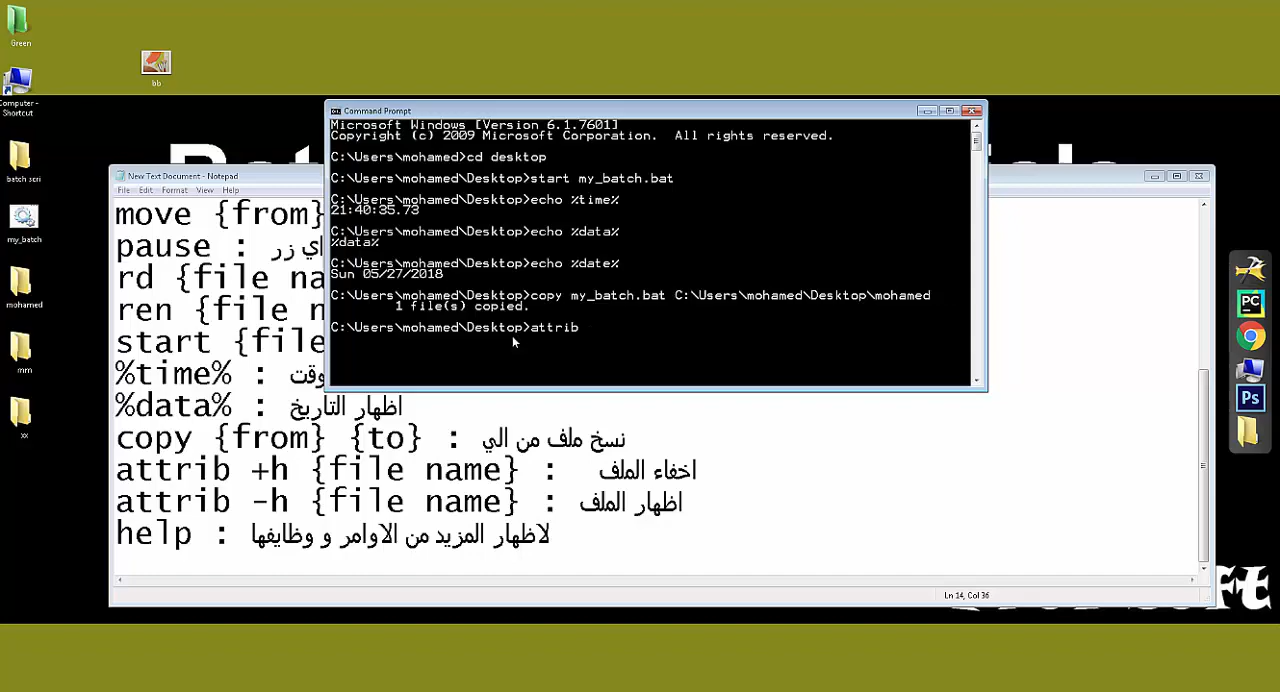 Green
bb
Computer -
Shortcut
batch scri
my_batch
mohamed
mm
xx
Command Prompt
Microsoft Windows [Version 6.1.7601]
Copyright (c) 2009 Microsoft Corporation. All rights reserved.
C:\Users\mohamed>cd desktop
C:\Users\mohamed\Desktop>start my_batch.bat
C:\Users\mohamed\Desktop>echo %time%
21:40:35.73
C:\Users\mohamed\Desktop>echo %data%
%data%
C:\Users\mohamed\Desktop>echo %date%
Sun 05/27/2018
C:\Users\mohamed\Desktop>copy my_batch.bat C:\Users\mohamed\Desktop\mohamed
1 file(s) copied.
C:\Users\mohamed\Desktop>attrib
New Text Document - Notepad
File Edit Format View Help
move {from}
pause : اي زر
rd {file na
ren {file n
start {file
%time% :
%data% : اظهار التاريخ
copy {from} {to} : نسخ ملف من الي
attrib +h {file name} : اخفاء الملف
attrib -h {file name} : اظهار الملف
help : لاظهار المزيد من الاوامر و وظايفها
Ln 14, Col 36
PC
Ps